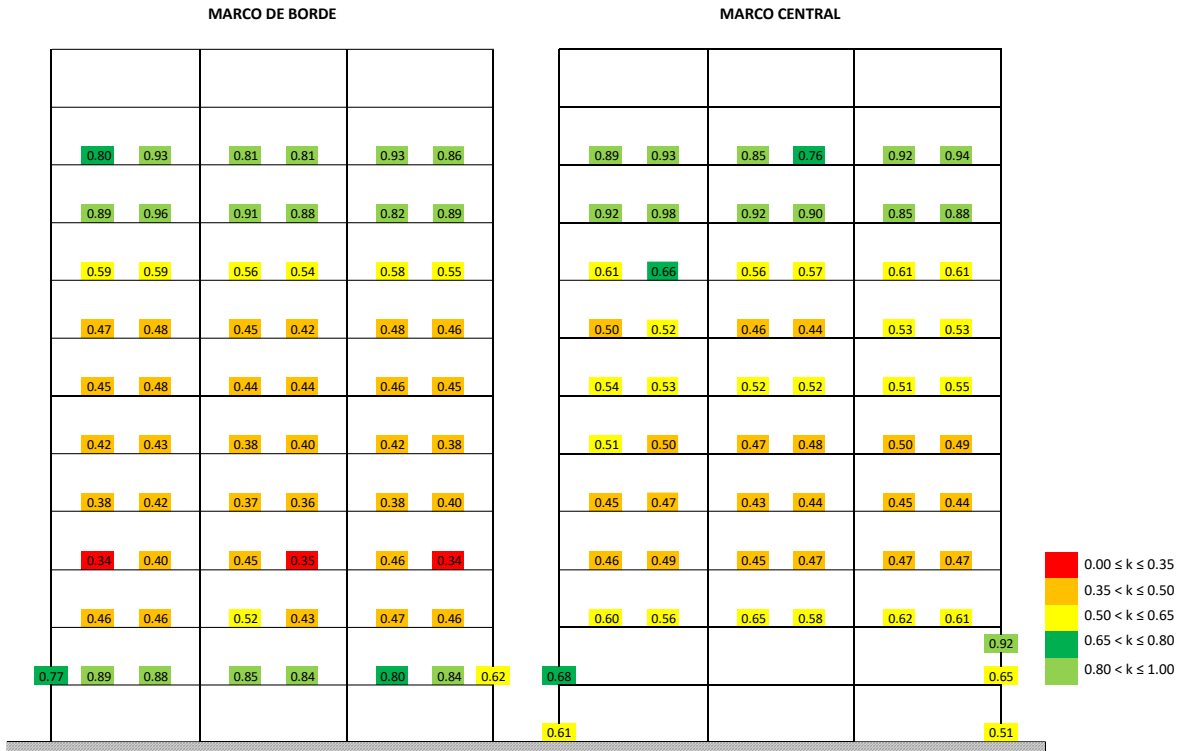 MARCO DE BORDE MARCO CENTRAL
0.80 0.93 0.81 0.81 0.93 0.86 0.89 0.93 0.85 0.76 0.92 0.94
0.89 0.96 0.91 0.88 0.82 0.89 0.92 0.98 0.92 0.90 0.85 0.88
0.59 0.59 0.56 0.54 0.58 0.55 0.61 0.66 0.56 0.57 0.61 0.61
0.47 0.48 0.45 0.42 0.48 0.46 0.50 0.52 0.46 0.44 0.53 0.53
0.45 0.48 0.44 0.44 0.46 0.45 0.54 0.53 0.52 0.52 0.51 0.55
0.42 0.43 0.38 0.40 0.42 0.38 0.51 0.50 0.47 0.48 0.50 0.49
0.38 0.42 0.37 0.36 0.38 0.40 0.45 0.47 0.43 0.44 0.45 0.44
0.34 0.40 0.45 0.35 0.46 0.34 0.46 0.49 0.45 0.47 0.47 0.47
0.46 0.46 0.52 0.43 0.47 0.46 0.60 0.56 0.65 0.58 0.62 0.61
0.92
0.77 0.89 0.88 0.85 0.84 0.80 0.84 0.62 0.68 0.65
0.61 0.51
0.00 ≤ k ≤ 0.35
0.35 < k ≤ 0.50
0.50 < k ≤ 0.65
0.65 < k ≤ 0.80
0.80 < k ≤ 1.00